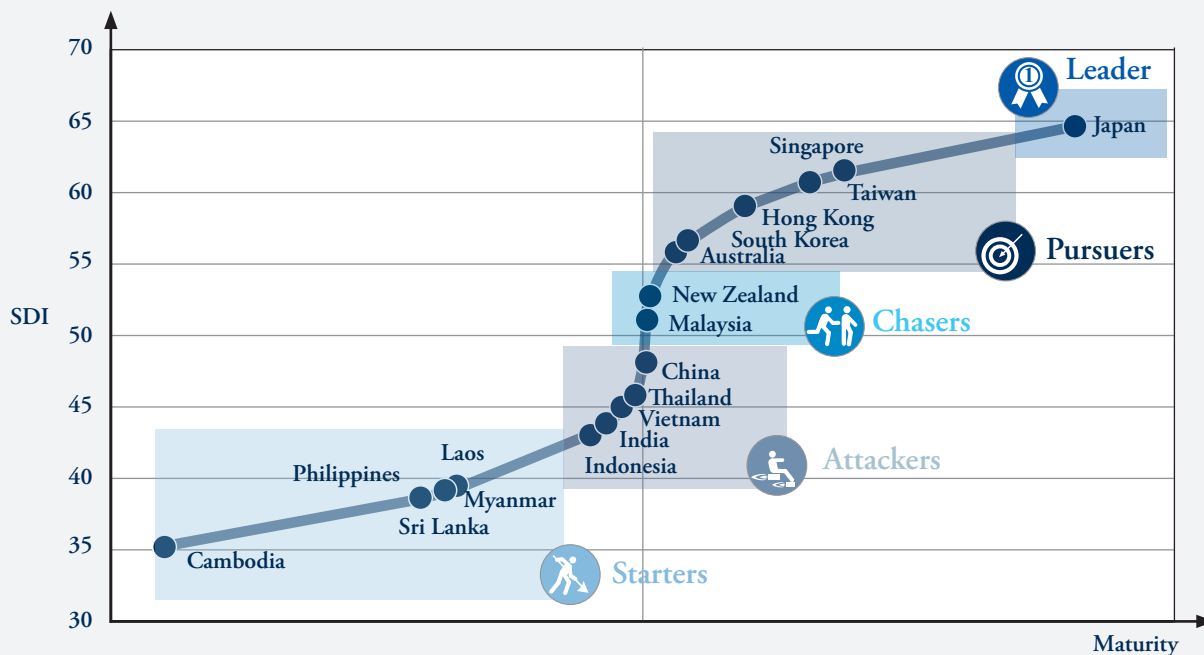 70
Leader
1
65
Japan
Singapore
60
Taiwan
Hong Kong
South Korea
55
Australia
Pursuers
New Zealand
SDI
Malaysia
Chasers
50
China
Thailand
45
Vietnam
India
Indonesia
Attackers
Laos
Philippines
40
Myanmar
Sri Lanka
35
Cambodia
Starters
30
Maturity